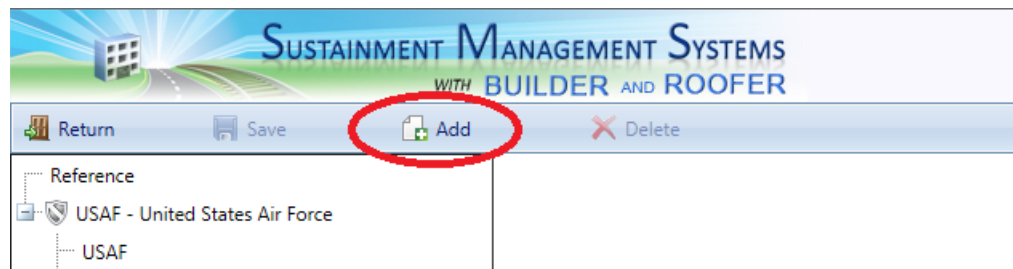 SUSTAINMENT MANAGEMENT SYSTEMS
WITH BUILDER AND ROOFER
Return Save Add Delete
Reference
USAF - United States Air Force
USAF